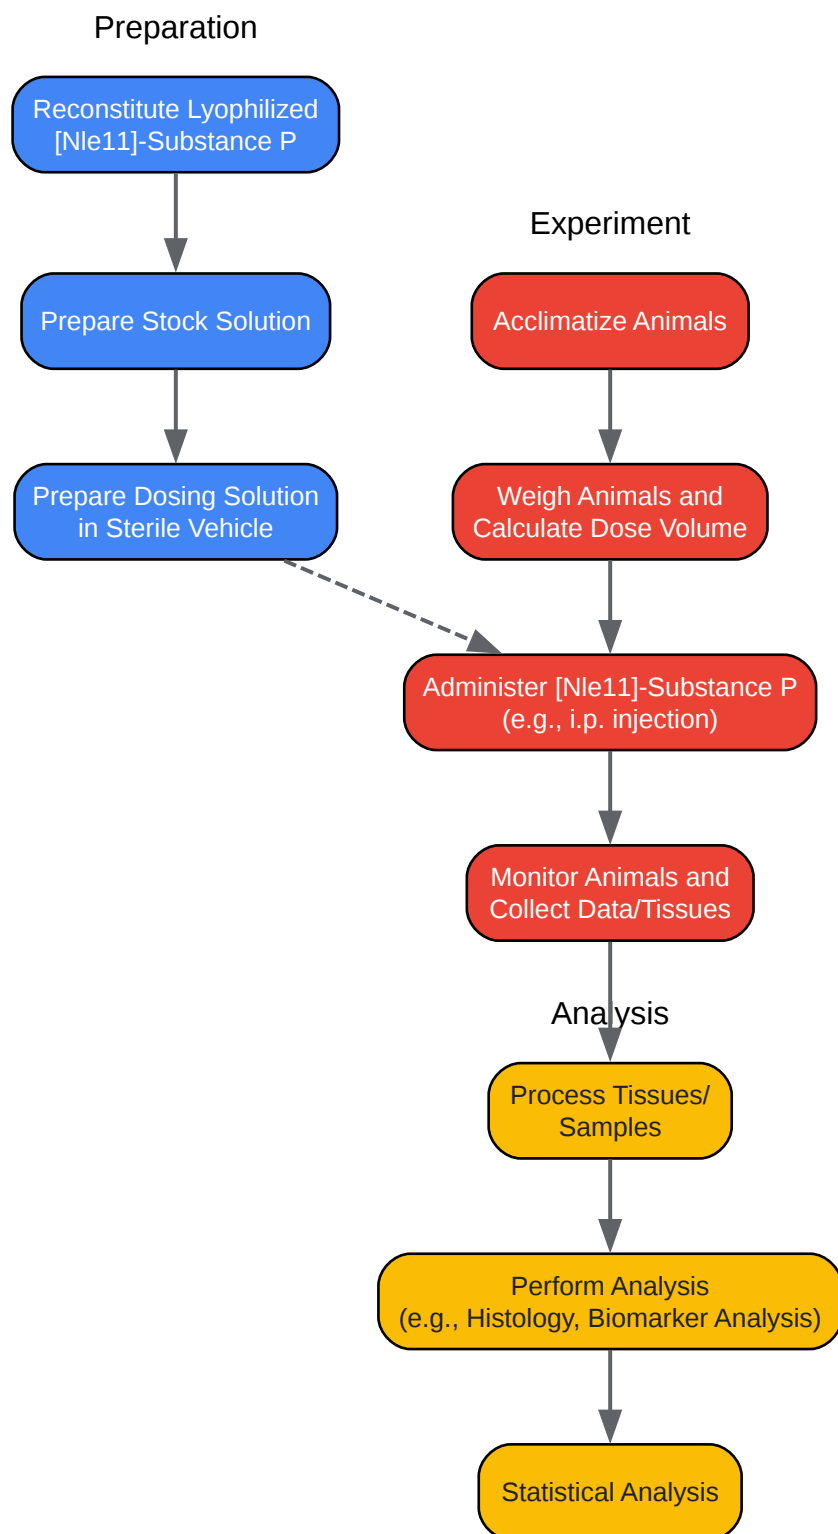 Preparation
Reconstitute Lyophilized
[Nle11]-Substance P
Prepare Stock Solution
Prepare Dosing Solution
in Sterile Vehicle
Experiment
Acclimatize Animals
Weigh Animals and
Calculate Dose Volume
Administer [Nle11]-Substance P
(e.g., i.p. injection)
Monitor Animals and
Collect Data/Tissues
Analysis
Process Tissues/
Samples
Perform Analysis
(e.g., Histology, Biomarker Analysis)
Statistical Analysis